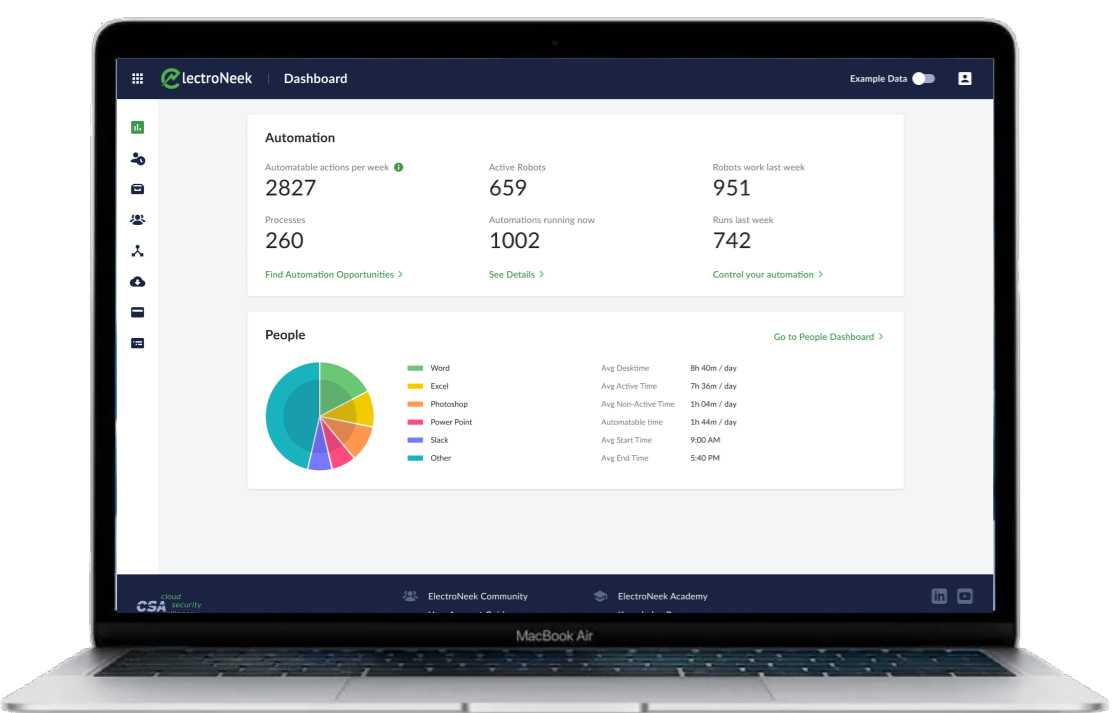 ElectroNeek | Dashboard Example Data
Automation
Automatable actions per week Active Robots Robots work last week
2827 659 951
Processes Automations running now Runs last week
260 1002 742
Find Automation Opportunities > See Details > Control your automation >
People Go to People Dashboard >
Word Avg Desktime 8h 40m / day
Excel Avg Active Time 7h 36m / day
Photoshop Avg Non-Active Time 1h 04m / day
Power Point Automatable time 1h 44m / day
Slack Avg Start Time 9:00 AM
Other Avg End Time 5:40 PM
cloud
CSA security
ElectroNeek Community ElectroNeek Academy
in
MacBook Air